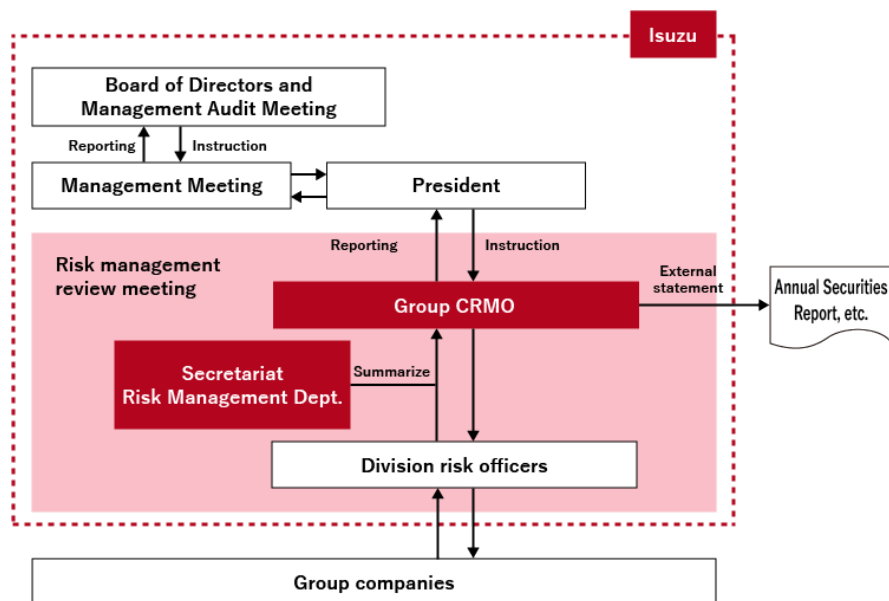 Isuzu
Board of Directors and
Management Audit Meeting
Reporting
Instruction
Management Meeting
President
Reporting
Instruction
Risk management
review meeting
External
statement
Group CRMO
Annual Securities
Report, etc.
Secretariat
Risk Management Dept.
Summarize
Division risk officers
Group companies